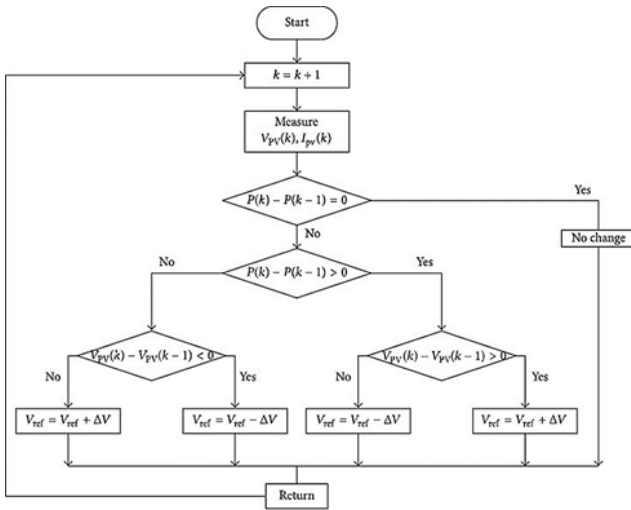 Start
k = k + 1
Measure
V_PV(k), I_pv(k)
P(k) − P(k − 1) = 0
Yes
No change
No
P(k) − P(k − 1) > 0
No
Yes
V_PV(k) − V_PV(k − 1) < 0
V_PV(k) − V_PV(k − 1) > 0
No
Yes
No
Yes
V_ref = V_ref + ΔV
V_ref = V_ref − ΔV
V_ref = V_ref − ΔV
V_ref = V_ref + ΔV
Return